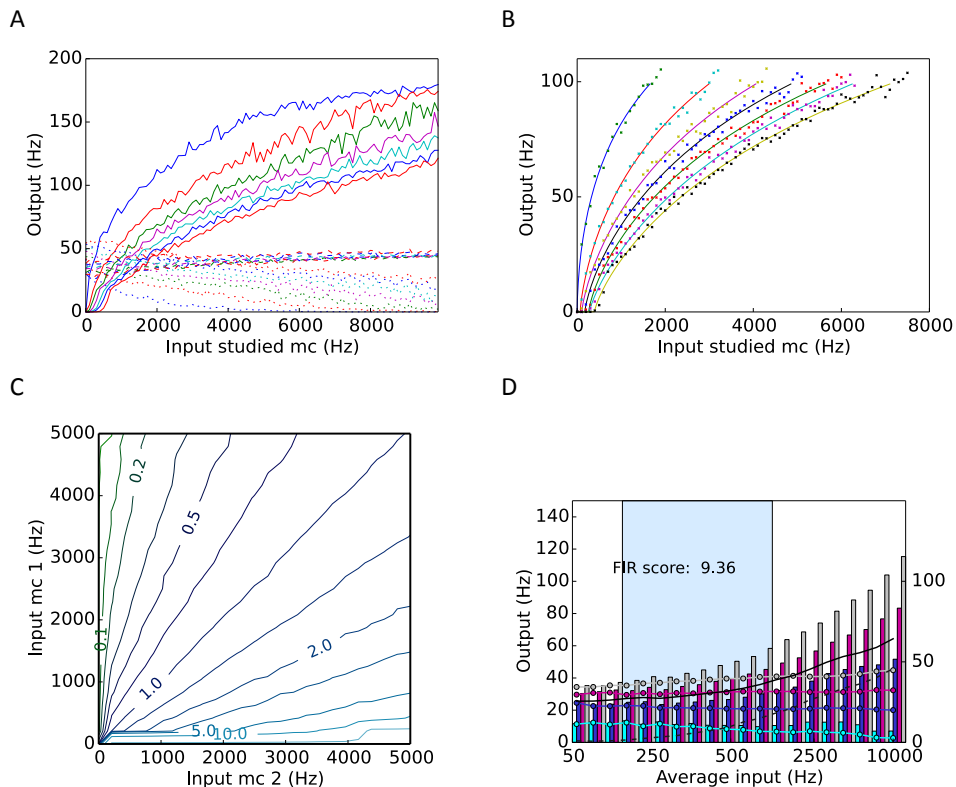 A
B
200
150
100
50
0
Output (Hz)
0 2000 4000 6000 8000
Input studied mc (Hz)
100
50
0
Output (Hz)
0 2000 4000 6000 8000
Input studied mc (Hz)
C
D
5000
4000
3000
2000
1000
0
Input mc 1 (Hz)
0.1
0.2
0.5
1.0
2.0
5.0
10.0
0 1000 2000 3000 4000 5000
Input mc 2 (Hz)
140
120
100
80
60
40
20
0
Output (Hz)
FIR score: 9.36
100
50
0
50 250 500 2500 10000
Average input (Hz)